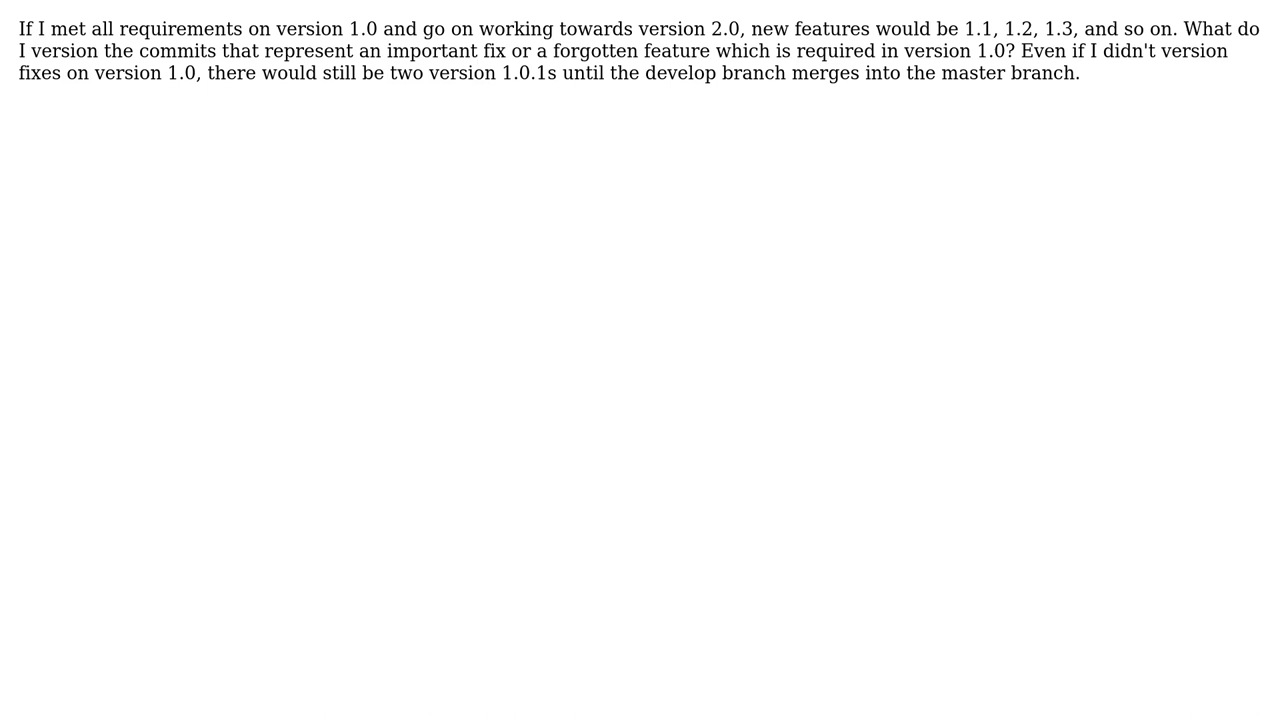 If I met all requirements on version 1.0 and go on working towards version 2.0, new features would be 1.1, 1.2, 1.3, and so on. What do
I version the commits that represent an important fix or a forgotten feature which is required in version 1.0? Even if I didn't version
fixes on version 1.0, there would still be two version 1.0.1s until the develop branch merges into the master branch.